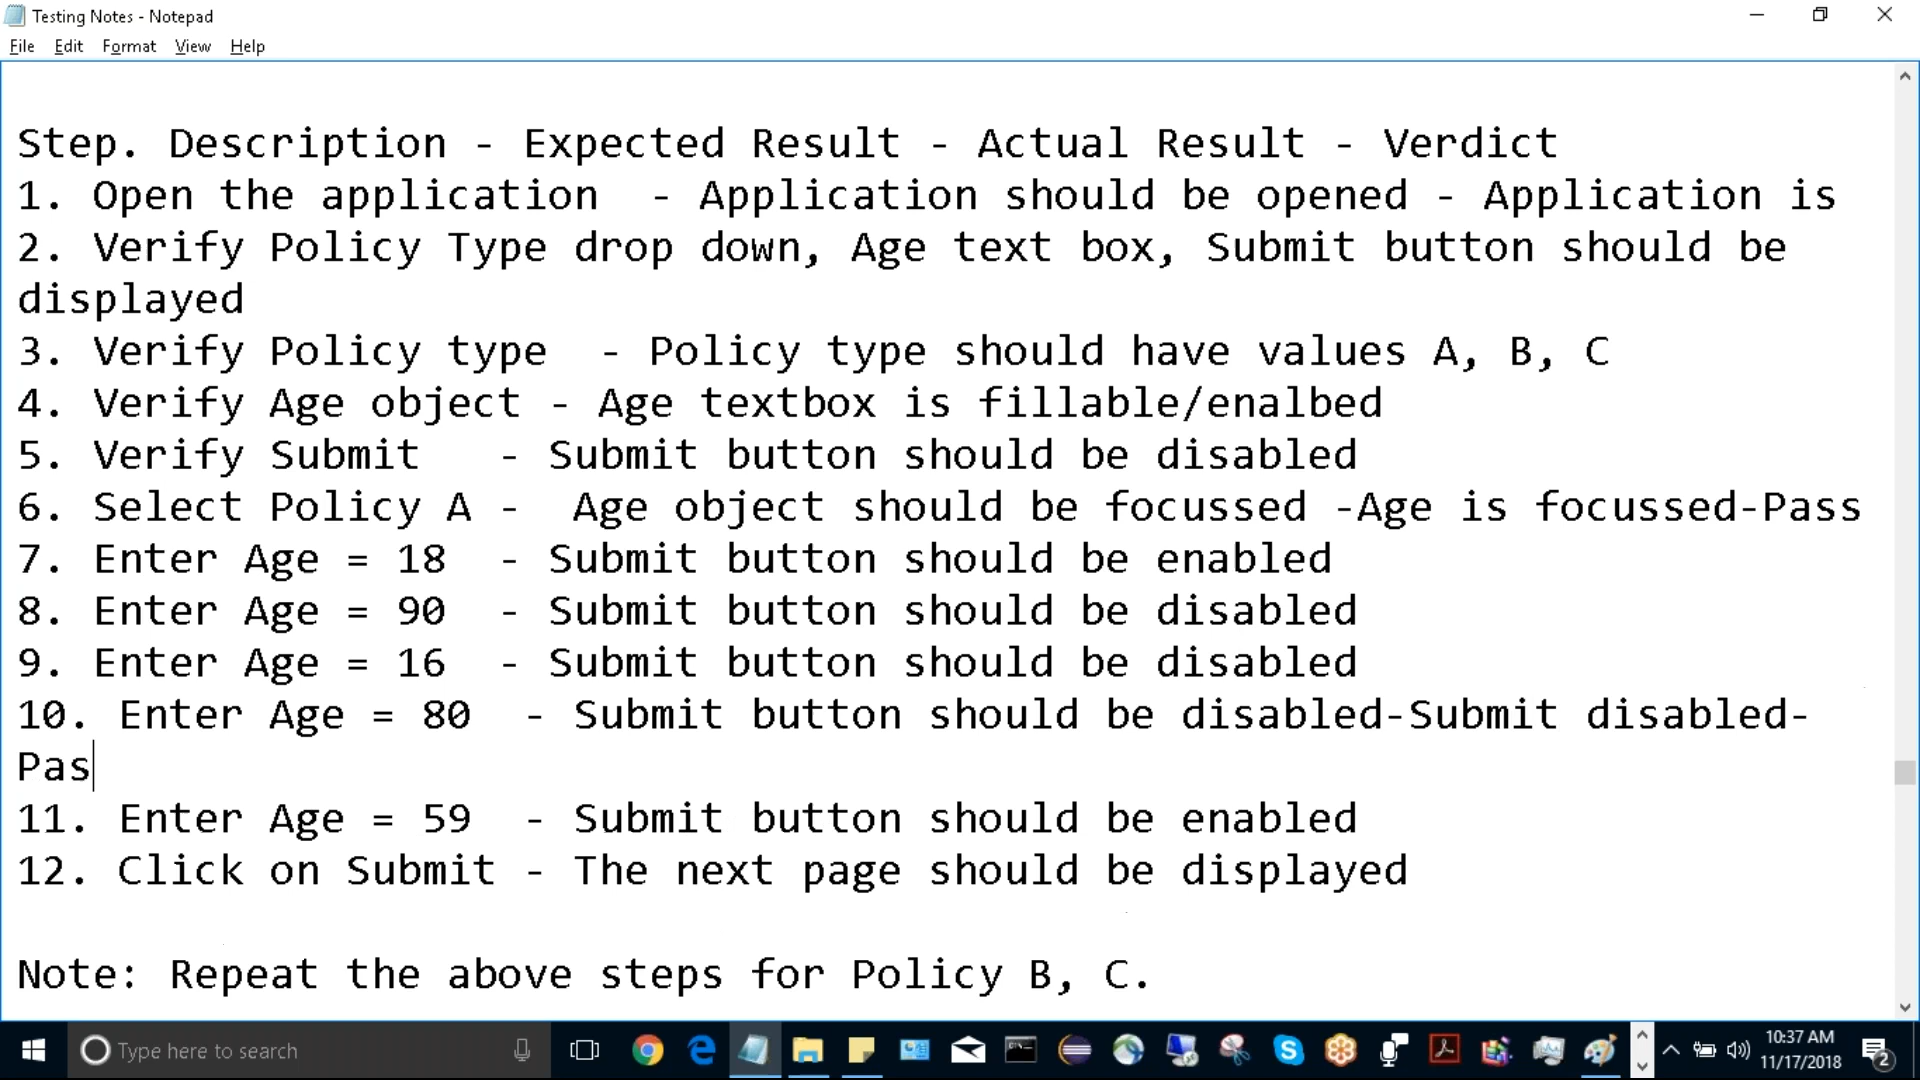 Testing Notes - Notepad
File Edit Format View Help
Step. Description - Expected Result - Actual Result - Verdict
1. Open the application  - Application should be opened - Application is
2. Verify Policy Type drop down, Age text box, Submit button should be
displayed
3. Verify Policy type  - Policy type should have values A, B, C
4. Verify Age object - Age textbox is fillable/enalbed
5. Verify Submit   - Submit button should be disabled
6. Select Policy A -  Age object should be focussed -Age is focussed-Pass
7. Enter Age = 18  - Submit button should be enabled
8. Enter Age = 90  - Submit button should be disabled
9. Enter Age = 16  - Submit button should be disabled
10. Enter Age = 80  - Submit button should be disabled-Submit disabled-
Pas
11. Enter Age = 59  - Submit button should be enabled
12. Click on Submit - The next page should be displayed
Note: Repeat the above steps for Policy B, C.
Type here to search
10:37 AM
11/17/2018
2